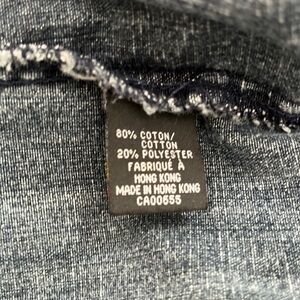 80% COTON/
COTTON
20% POLYESTER
FABRIQUÉ À
HONG KONG
MADE IN HONG KONG
CA00655